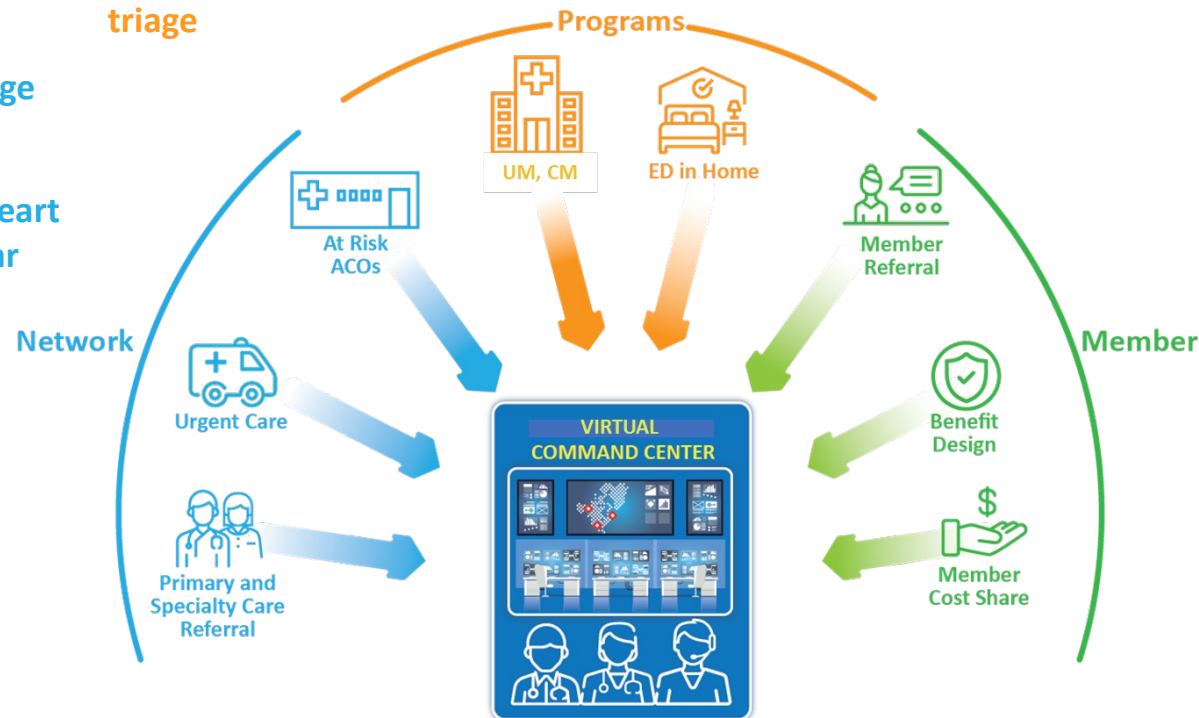 triage
ge
eart
ar
Programs
UM, CM
ED in Home
At Risk
ACOs
Member
Referral
Network
Member
Urgent Care
Benefit
Design
VIRTUAL
COMMAND CENTER
$
Primary and
Specialty Care
Referral
Member
Cost Share